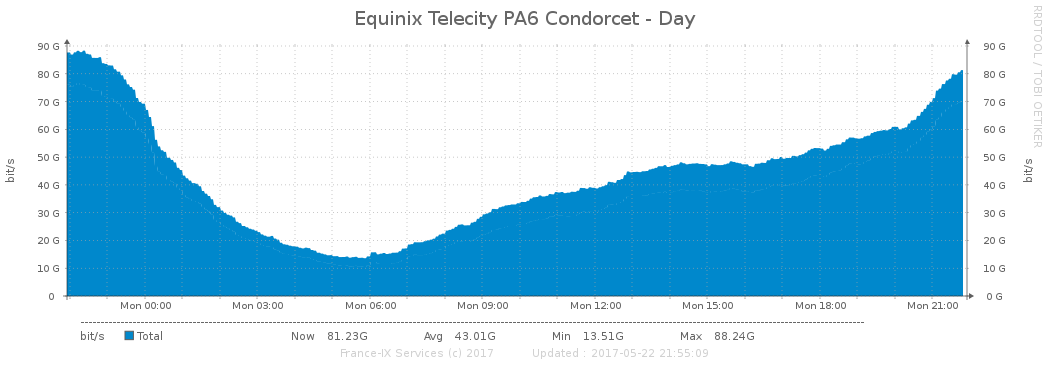 Equinix Telecity PA6 Condorcet - Day
RRDTOOL / TOBI OETIKER
90 G 90 G
80 G 80 G
70 G 70 G
60 G 60 G
50 G 50 G
40 G 40 G
30 G 30 G
20 G 20 G
10 G 10 G
0 0 G
bit/s bit/s
Mon 00:00 Mon 03:00 Mon 06:00 Mon 09:00 Mon 12:00 Mon 15:00 Mon 18:00 Mon 21:00
bit/s Total Now 81.23G Avg 43.01G Min 13.51G Max 88.24G
France-IX Services (c) 2017 Updated : 2017-05-22 21:55:09